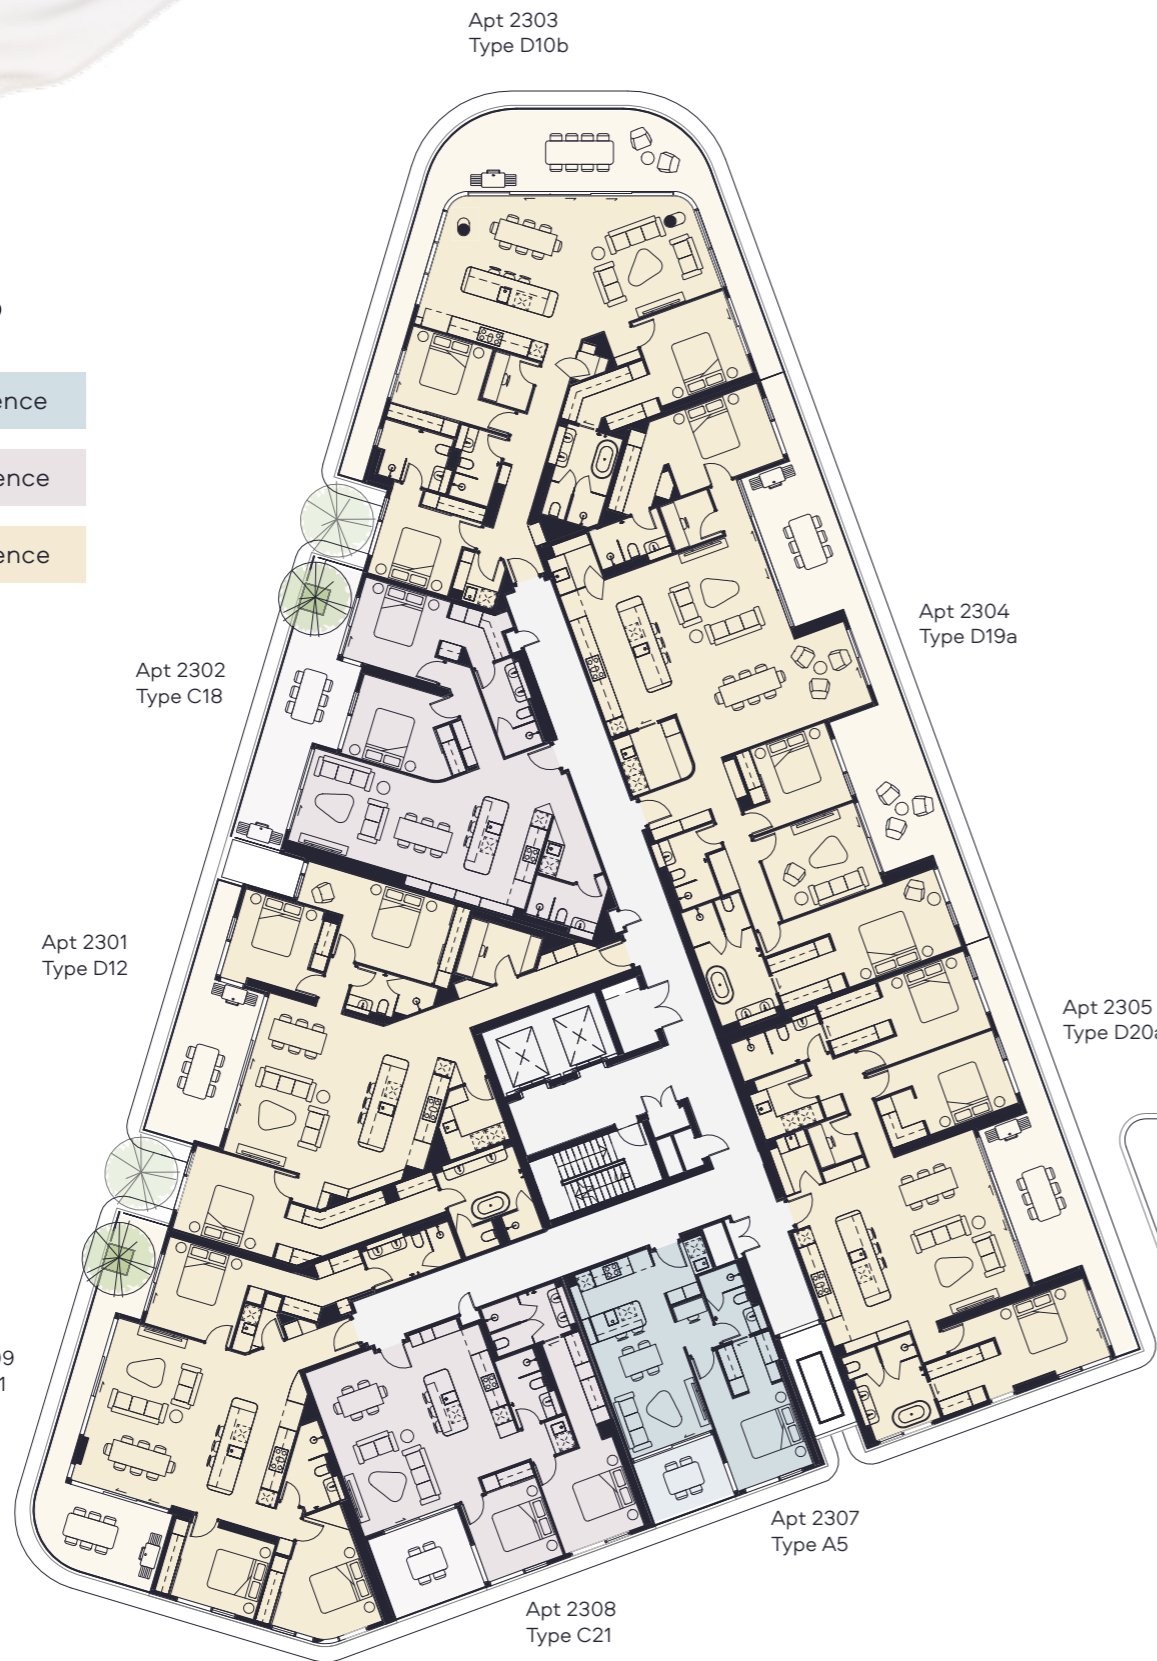 Apt 2303
Type D10b
ence
ence
ence
Apt 2304
Type D19a
Apt 2302
Type C18
Apt 2301
Type D12
Apt 2305
Type D20a
09
1
Apt 2307
Type A5
Apt 2308
Type C21